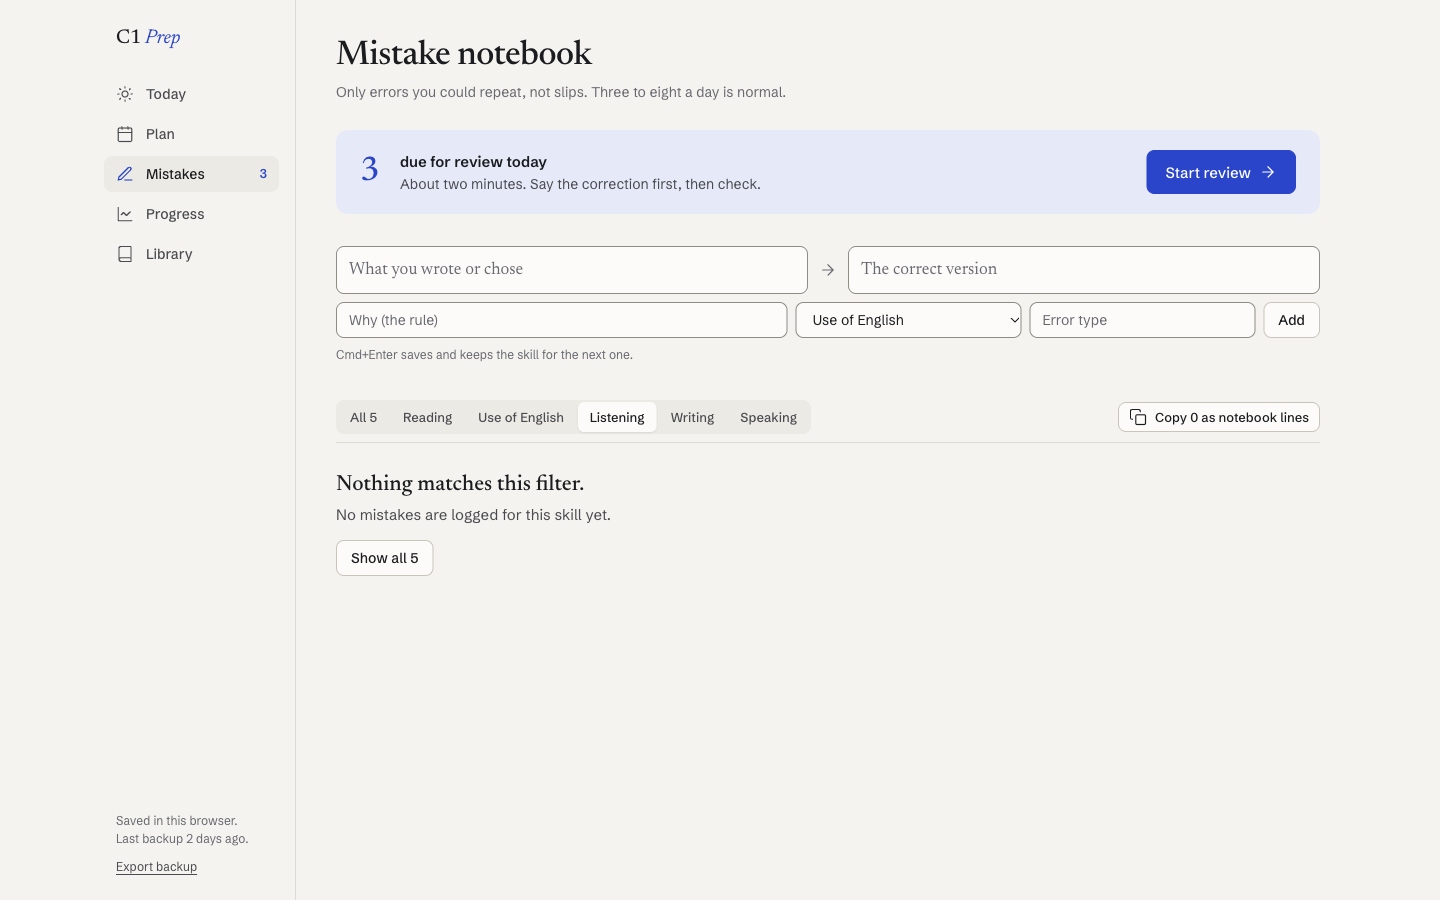 C1 Prep
Today
Plan
Mistakes 3
Progress
Library
Saved in this browser.
Last backup 2 days ago.
Export backup
Mistake notebook
Only errors you could repeat, not slips. Three to eight a day is normal.
3
due for review today
About two minutes. Say the correction first, then check.
Start review
What you wrote or chose
The correct version
Why (the rule)
Use of English
Error type
Add
Cmd+Enter saves and keeps the skill for the next one.
All 5 Reading Use of English Listening Writing Speaking
Copy 0 as notebook lines
Nothing matches this filter.
No mistakes are logged for this skill yet.
Show all 5